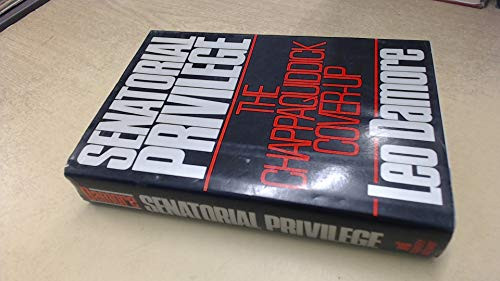 SENATORIAL
PRIVILEGE
THE
CHAPPAQUIDDICK
COVER-UP
Leo Damore
Damore
SENATORIAL PRIVILEGE